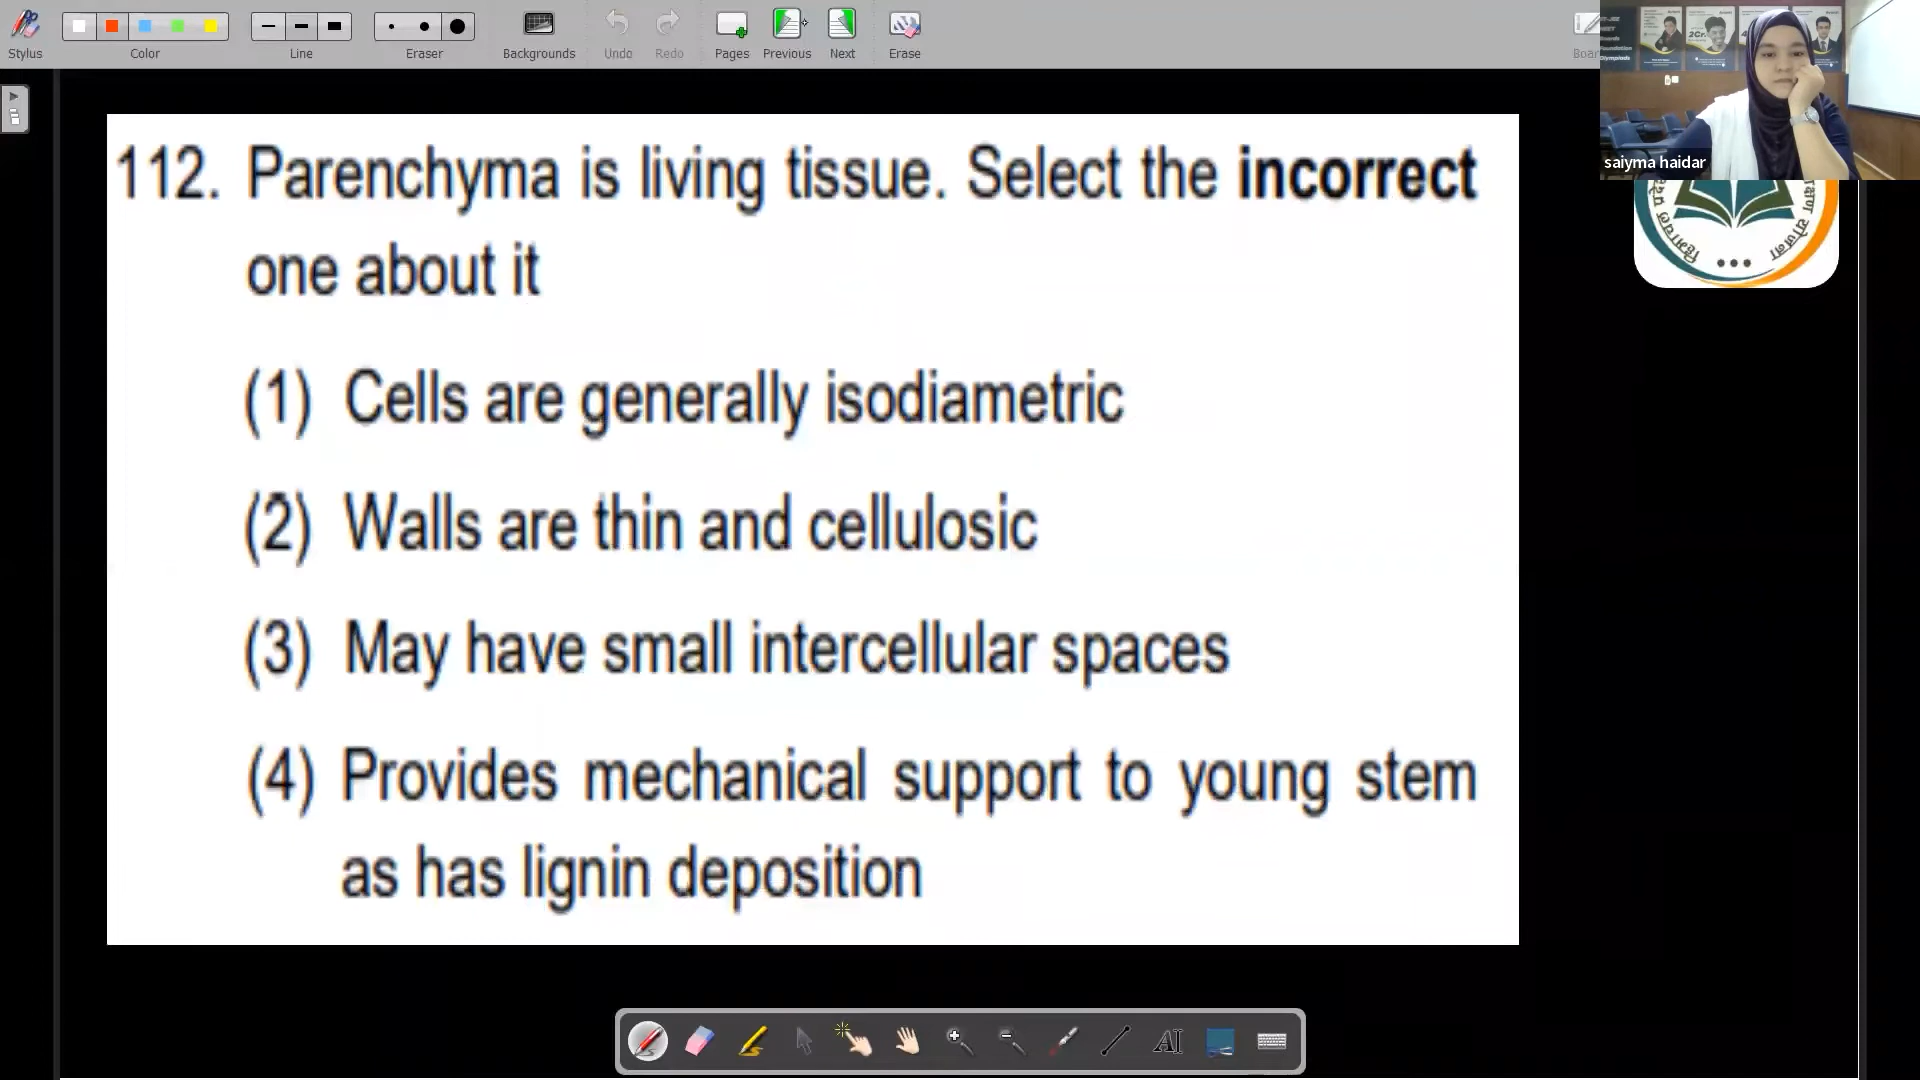 Stylus
Color
Line
Eraser
Backgrounds
Undo
Redo
Pages
Previous
Next
Erase
saiyma haidar
112. Parenchyma is living tissue. Select the incorrect
one about it
(1) Cells are generally isodiametric
(2) Walls are thin and cellulosic
(3) May have small intercellular spaces
(4) Provides mechanical support to young stem
as has lignin deposition
AI